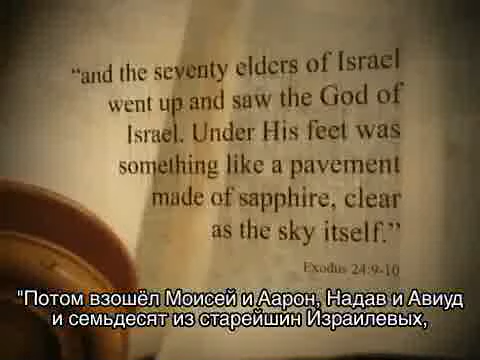 “and the seventy elders of Israel
went up and saw the God of
Israel. Under His feet was
something like a pavement
made of sapphire, clear
as the sky itself.”
Exodus 24:9-10
"Потом взошёл Моисей и Аарон, Надав и Авиуд
и семьдесят из старейшин Израилевых,